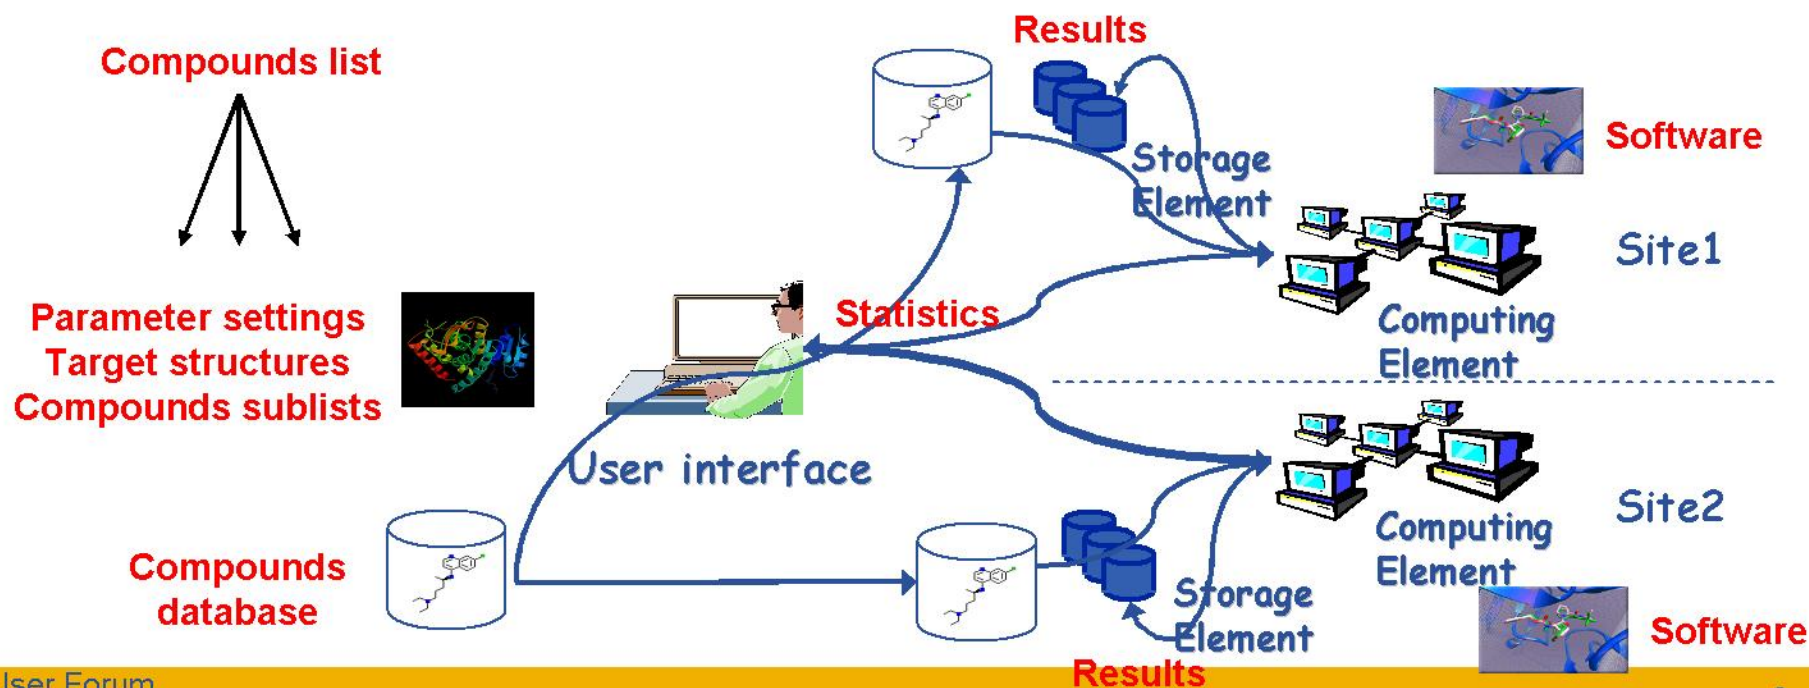 Results
Compounds list
Software
Storage
Element
Site1
Parameter settings
Target structures
Compounds sublists
Statistics
Computing
Element
User interface
Site2
Computing
Element
Compounds
database
Storage
Element
Software
Results
User Forum